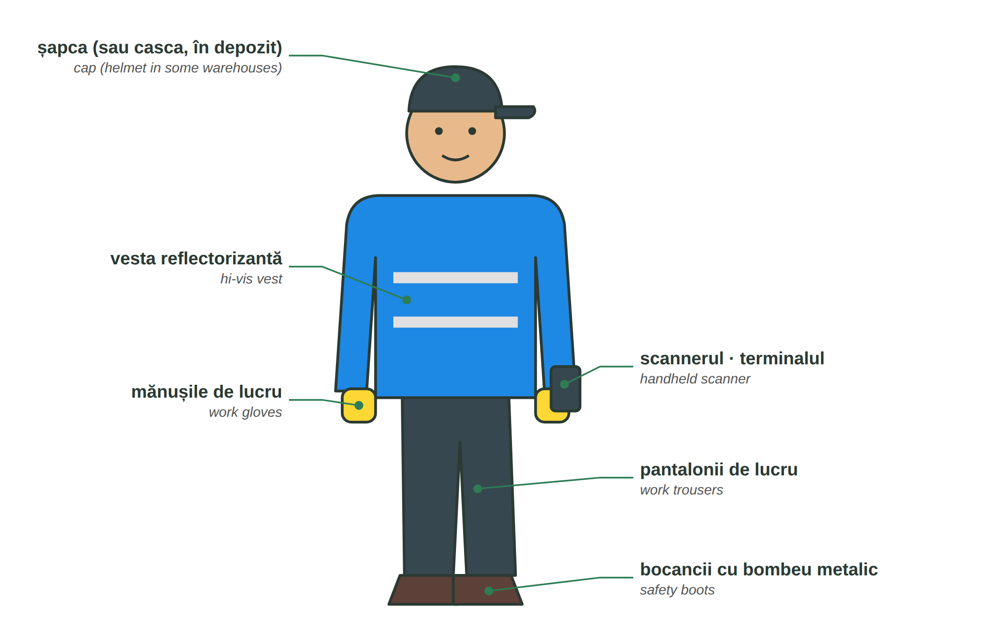 șapca (sau casca, în depozit)
cap (helmet in some warehouses)
vesta reflectorizantă
hi-vis vest
mănușile de lucru
work gloves
scannerul · terminalul
handheld scanner
pantalonii de lucru
work trousers
bocancii cu bombeu metalic
safety boots